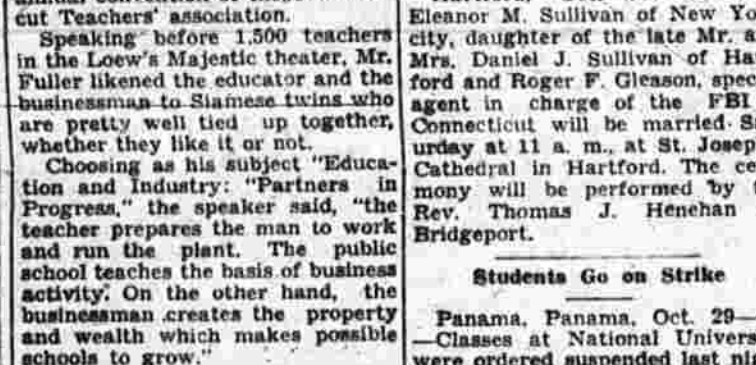 cut Teachers' association.
Speaking before 1,500 teachers
in the Loew's Majestic theater, Mr.
Fuller likened the educator and the
businessman to Siamese twins who
are pretty well tied up together,
whether they like it or not.
Choosing as his subject "Educa-
tion and Industry: "Partners in
Progress," the speaker said, "the
teacher prepares the man to work
and run the plant. The public
school teaches the basis of business
activity. On the other hand, the
businessman creates the property
and wealth which makes possible
schools to grow."
Eleanor M. Sullivan of New Yo
city, daughter of the late Mr. a
Mrs. Daniel J. Sullivan of Ha
ford and Roger F. Gleason, spec
agent in charge of the FBI
Connecticut will be married S
urday at 11 a. m., at St. Josep
Cathedral in Hartford. The ce
mony will be performed by
Rev. Thomas J. Henehan
Bridgeport.
Students Go on Strike
Panama, Panama, Oct. 29—
—Classes at National Univers
were ordered suspended last nig